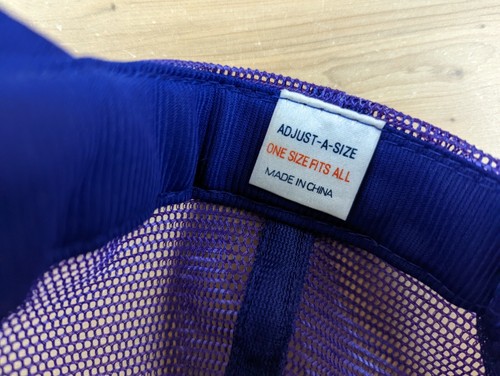 ADJUST-A-SIZE
ONE SIZE FITS ALL
MADE IN CHINA